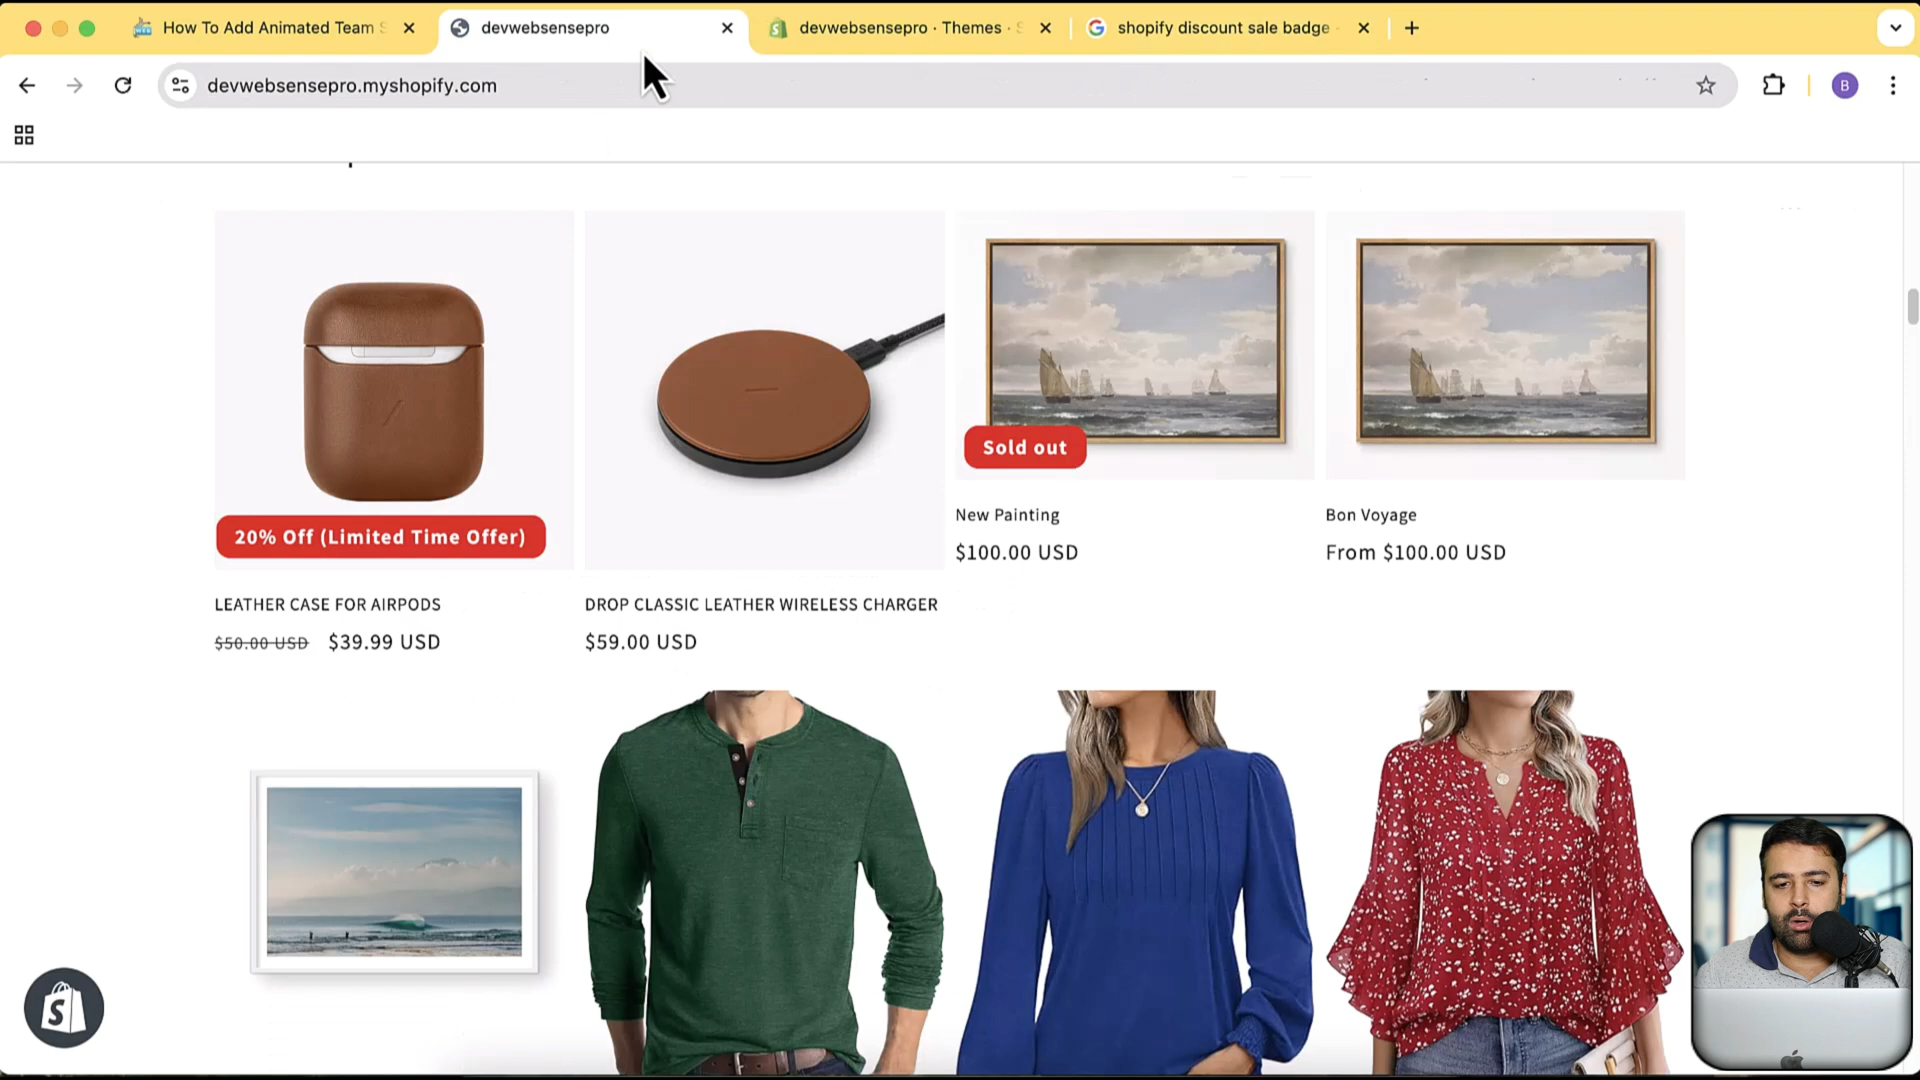 How To Add Animated Team
devwebsensepro
devwebsensepro · Themes ·
shopify discount sale badge
devwebsensepro.myshopify.com
B
Sold out
20% Off (Limited Time Offer)
New Painting
Bon Voyage
$100.00 USD
From $100.00 USD
LEATHER CASE FOR AIRPODS
DROP CLASSIC LEATHER WIRELESS CHARGER
$50.00 USD $39.99 USD
$59.00 USD